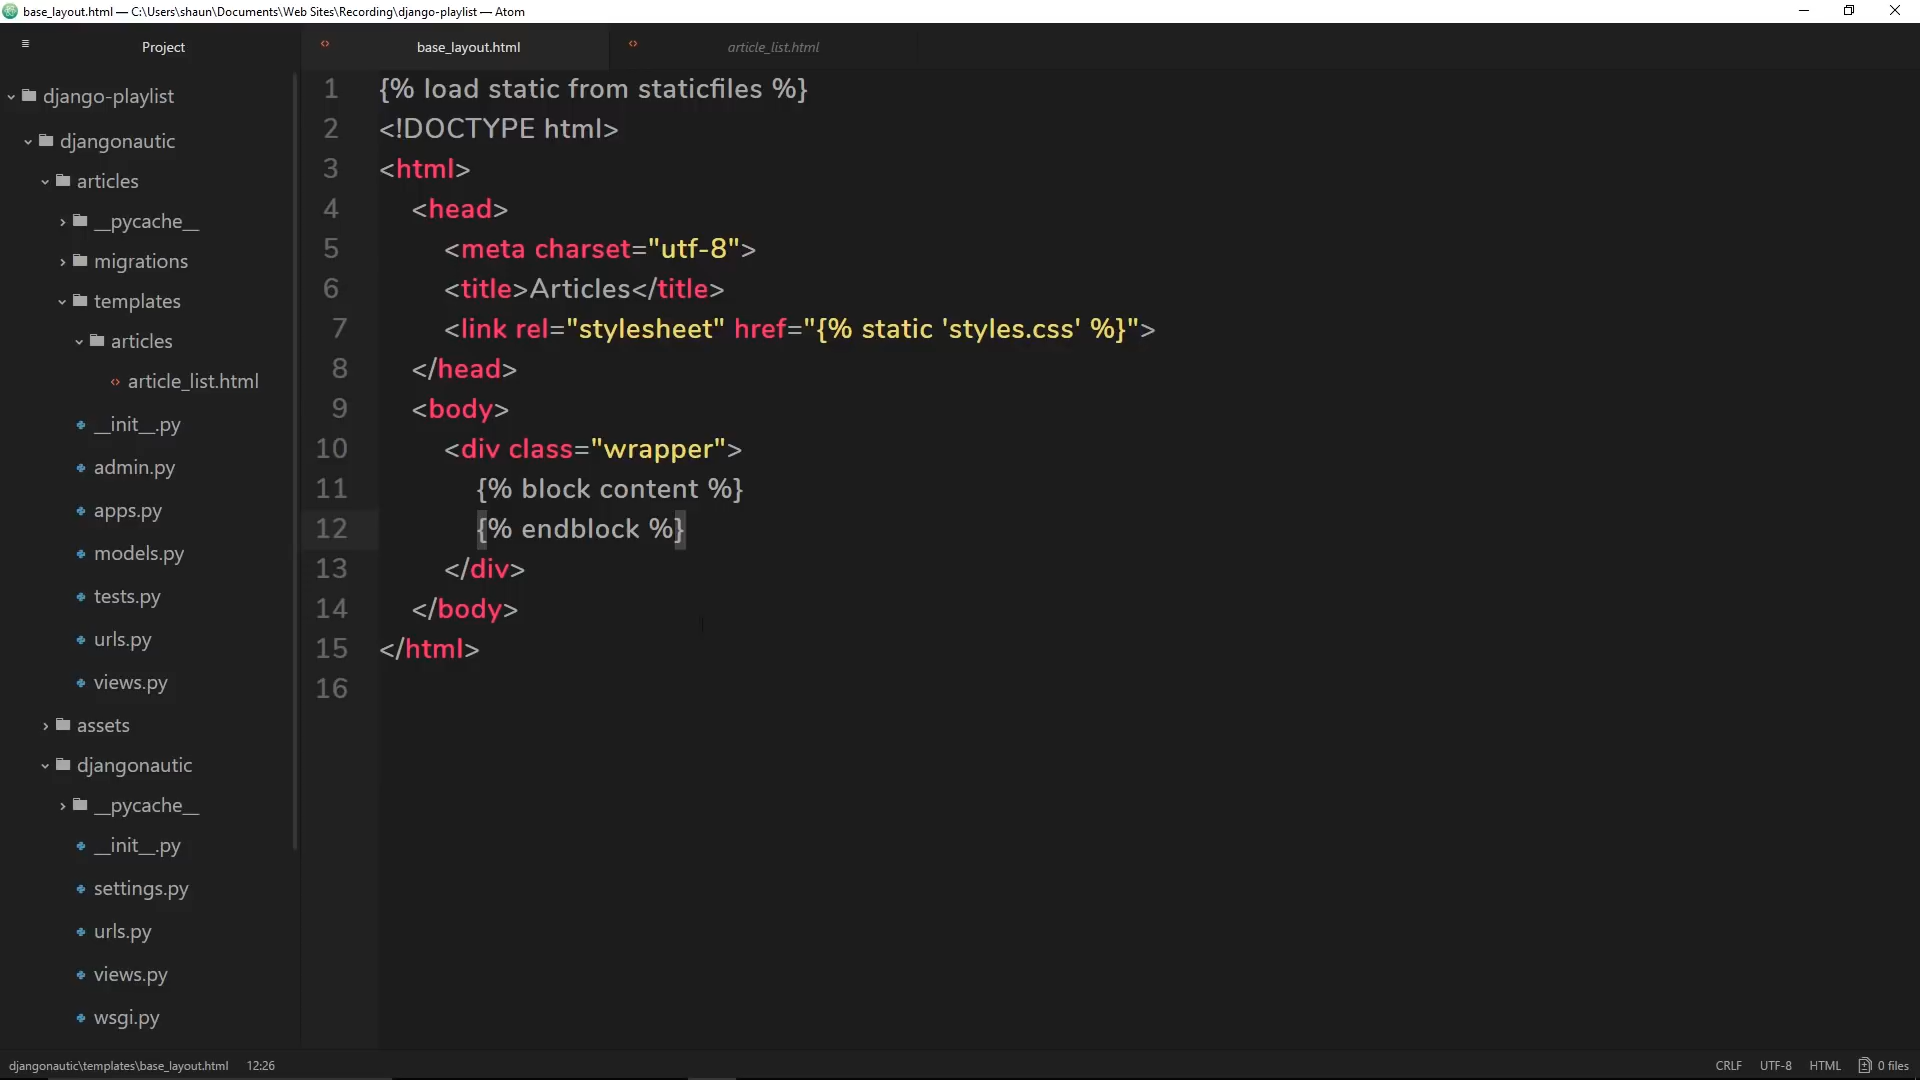 base_layout.html — C:\Users\shaun\Documents\Web Sites\Recording\django-playlist — Atom
Project
base_layout.html
article_list.html
django-playlist
djangonautic
articles
__pycache__
migrations
templates
articles
article_list.html
__init__.py
admin.py
apps.py
models.py
tests.py
urls.py
views.py
assets
djangonautic
__pycache__
__init__.py
settings.py
urls.py
views.py
wsgi.py
1 {% load static from staticfiles %}
2 <!DOCTYPE html>
3 <html>
4 <head>
5 <meta charset="utf-8">
6 <title>Articles</title>
7 <link rel="stylesheet" href="{% static 'styles.css' %}">
8 </head>
9 <body>
10 <div class="wrapper">
11 {% block content %}
12 {% endblock %}
13 </div>
14 </body>
15 </html>
16
djangonautic\templates\base_layout.html 12:26
CRLF UTF-8 HTML 0 files